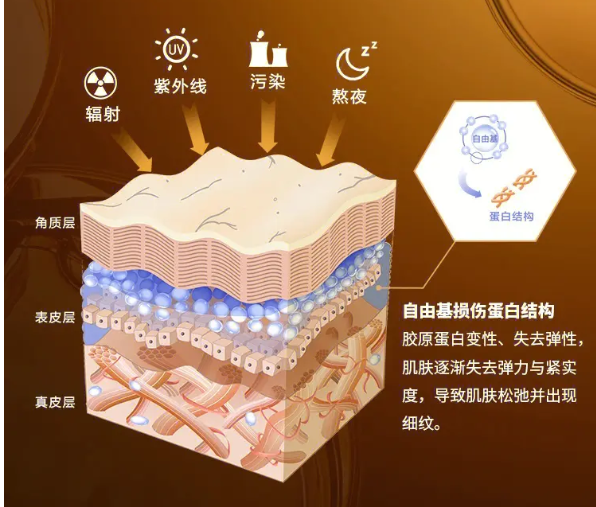 辐射
UV
紫外线
污染
zzz
熬夜
自由基
蛋白结构
角质层
表皮层
真皮层
自由基损伤蛋白结构
胶原蛋白变性、失去弹性，
肌肤逐渐失去弹力与紧实
度，导致肌肤松弛并出现
细纹。